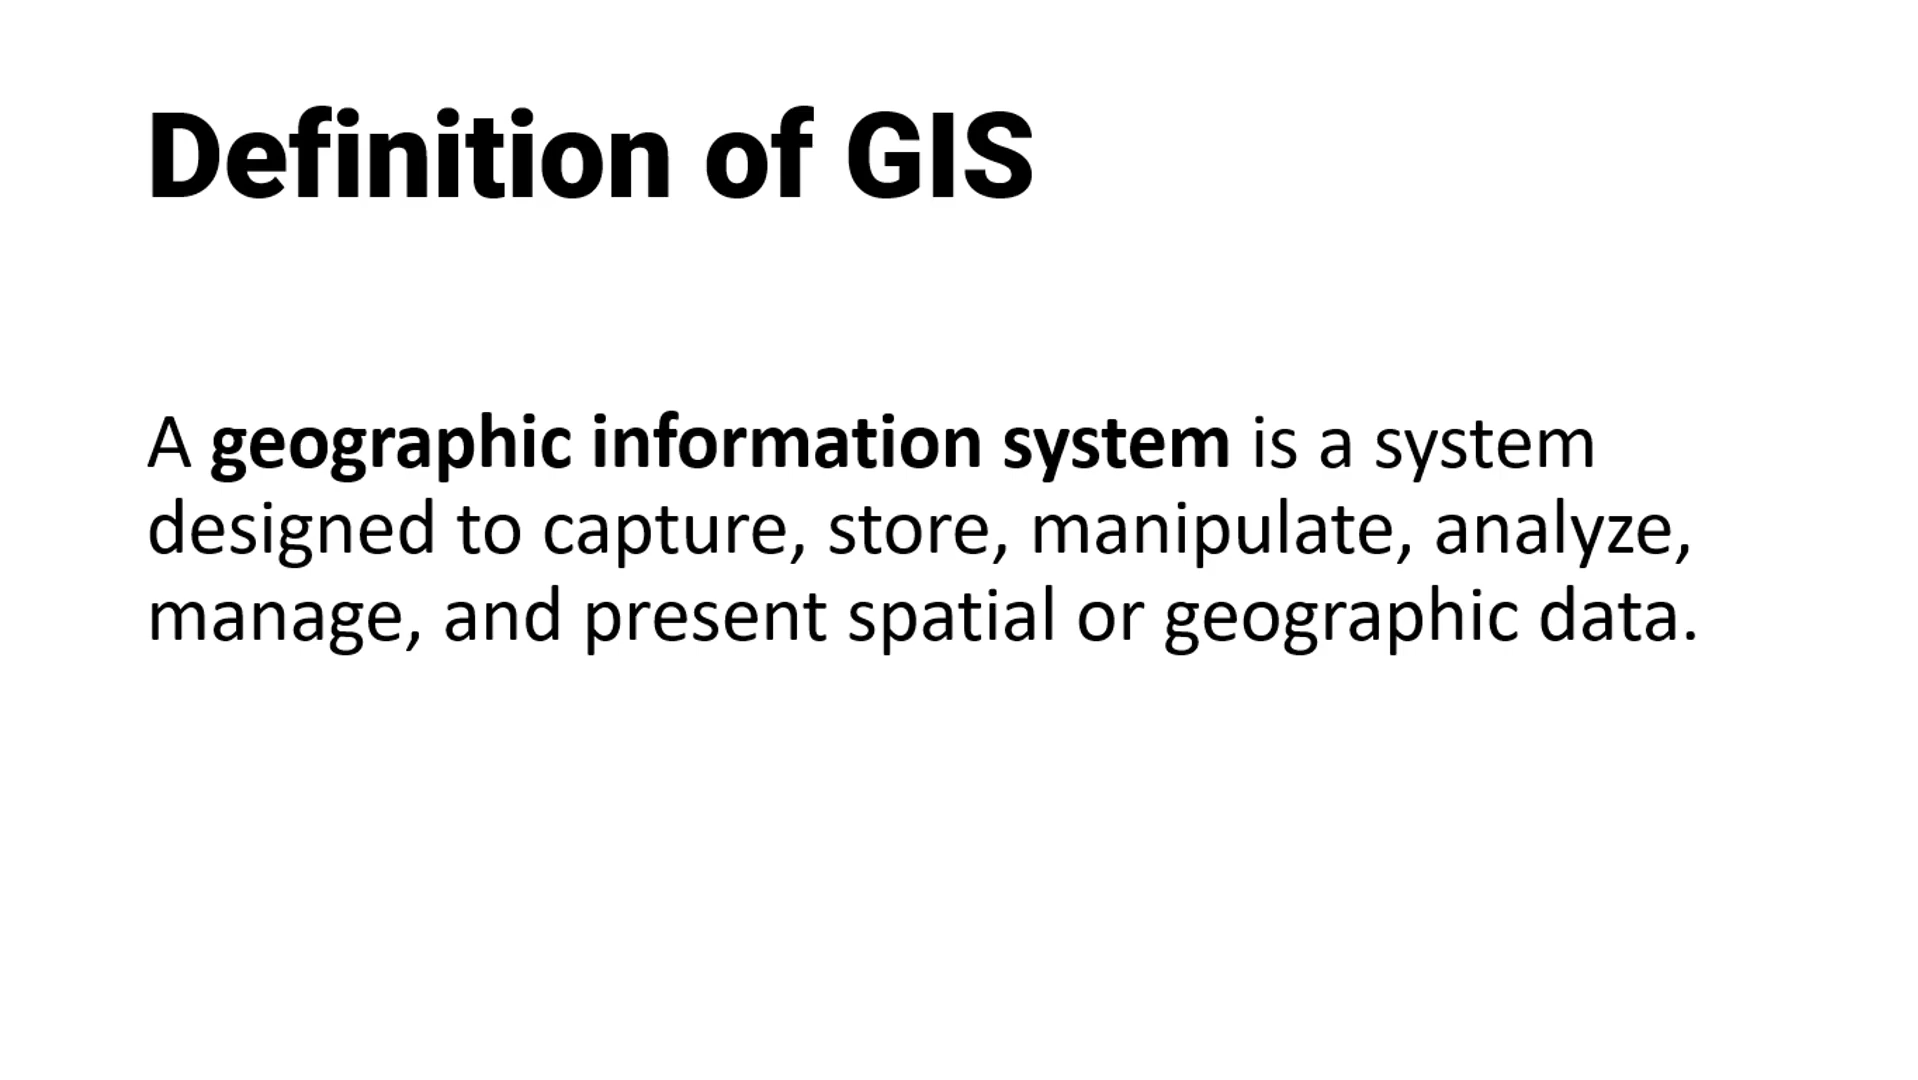 Definition of GIS
A geographic information system is a system
designed to capture, store, manipulate, analyze,
manage, and present spatial or geographic data.